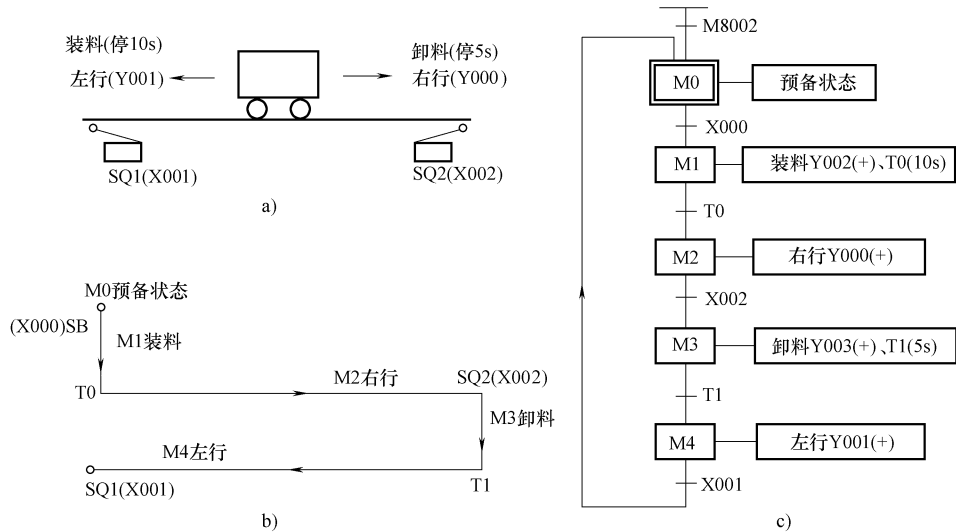 装料(停10s)
左行(Y001)
卸料(停5s)
右行(Y000)
SQ1(X001)
SQ2(X002)
a)
M0预备状态
(X000)SB
M1装料
T0
M2右行
SQ2(X002)
M3卸料
M4左行
SQ1(X001)
T1
b)
M8002
M0
预备状态
X000
M1
装料Y002(+)、T0(10s)
T0
M2
右行Y000(+)
X002
M3
卸料Y003(+)、T1(5s)
T1
M4
左行Y001(+)
X001
c)